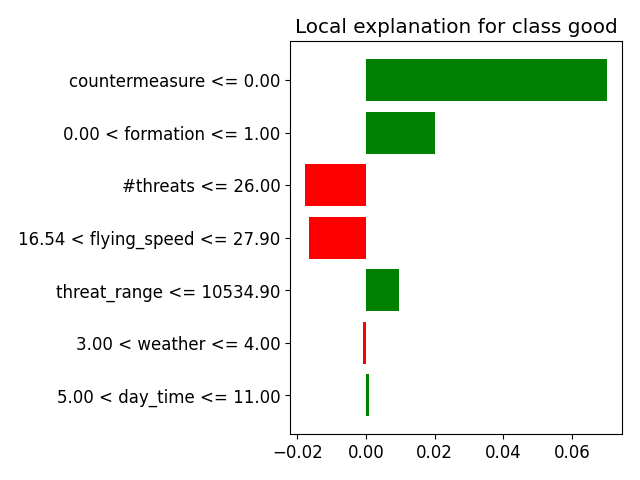 Local explanation for class good
countermeasure <= 0.00
0.00 < formation <= 1.00
#threats <= 26.00
16.54 < flying_speed <= 27.90
threat_range <= 10534.90
3.00 < weather <= 4.00
5.00 < day_time <= 11.00
−0.02 0.00 0.02 0.04 0.06